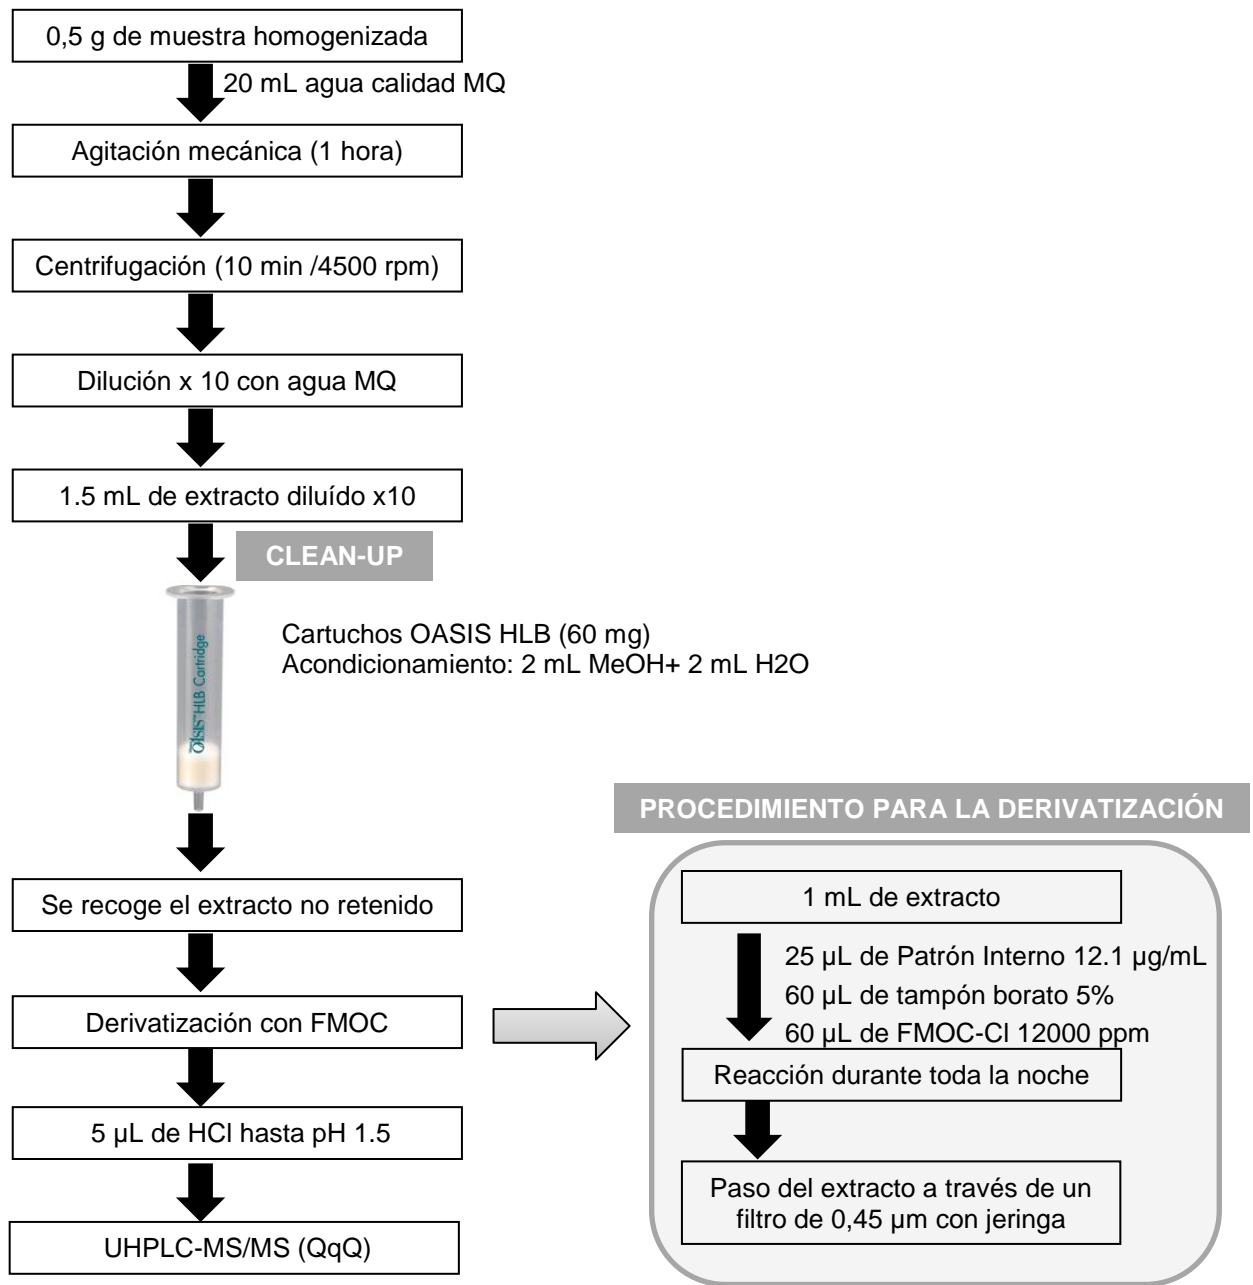 0,5 g de muestra homogenizada
20 mL agua calidad MQ
Agitación mecánica (1 hora)
Centrifugación (10 min /4500 rpm)
Dilución x 10 con agua MQ
1.5 mL de extracto diluído x10
CLEAN-UP
Oasis HLB Cartridge
Cartuchos OASIS HLB (60 mg)
Acondicionamiento: 2 mL MeOH+ 2 mL H2O
Se recoge el extracto no retenido
Derivatización con FMOC
5 µL de HCl hasta pH 1.5
UHPLC-MS/MS (QqQ)
PROCEDIMIENTO PARA LA DERIVATIZACIÓN
1 mL de extracto
25 µL de Patrón Interno 12.1 µg/mL
60 µL de tampón borato 5%
60 µL de FMOC-Cl 12000 ppm
Reacción durante toda la noche
Paso del extracto a través de un
filtro de 0,45 µm con jeringa